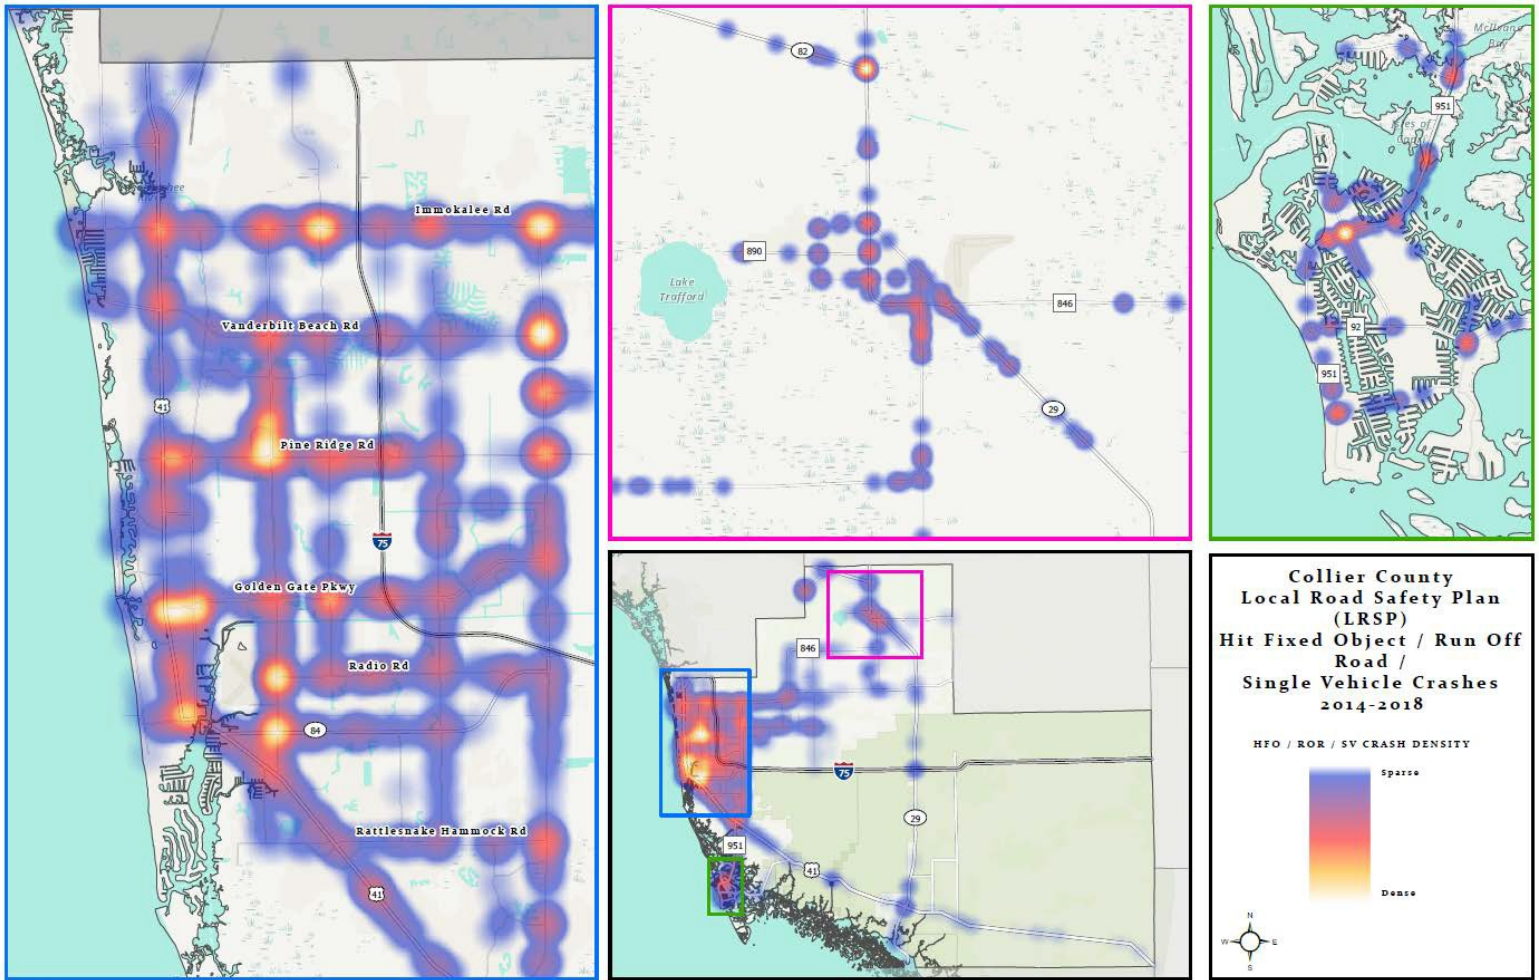 Immokalee Rd
Vanderbilt Beach Rd
41
Pine Ridge Rd
75
Golden Gate Pkwy
Radio Rd
84
Rattlesnake Hammock Rd
41
82
890
Lake
Trafford
846
29
951
92
951
846
75
29
951
41
Collier County
Local Road Safety Plan
(LRSP)
Hit Fixed Object / Run Off
Road /
Single Vehicle Crashes
2014-2018
HFO / ROR / SV CRASH DENSITY
Sparse
Dense
N
W
E
S